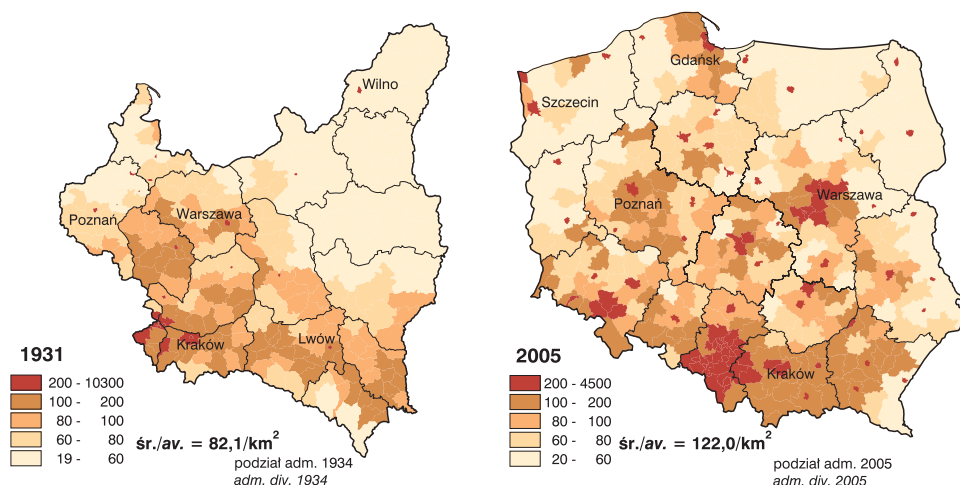 Wilno
Poznań
Warszawa
Kraków
Lwów
1931
200 - 10300
100 - 200
80 - 100
60 - 80
19 - 60
śr./av. = 82,1/km²
podział adm. 1934
adm. div. 1934
Gdańsk
Szczecin
Poznań
Warszawa
Kraków
2005
200 - 4500
100 - 200
80 - 100
60 - 80
20 - 60
śr./av. = 122,0/km²
podział adm. 2005
adm. div. 2005